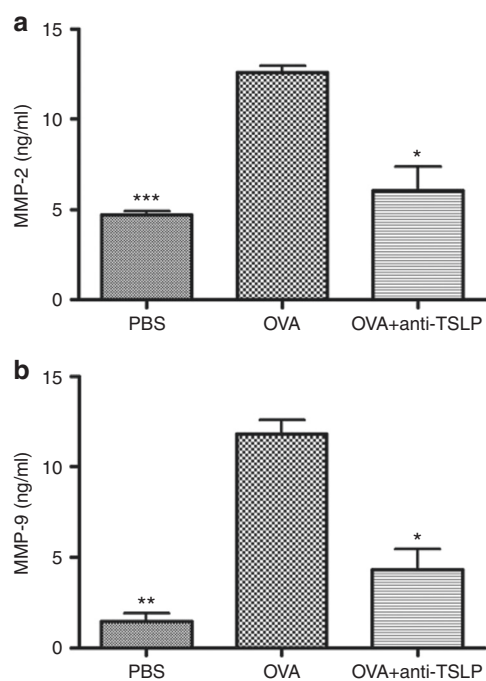 a
15
10
5
0
MMP-2 (ng/ml)
***
*
PBS OVA OVA+anti-TSLP
b
15
10
5
0
MMP-9 (ng/ml)
**
*
PBS OVA OVA+anti-TSLP